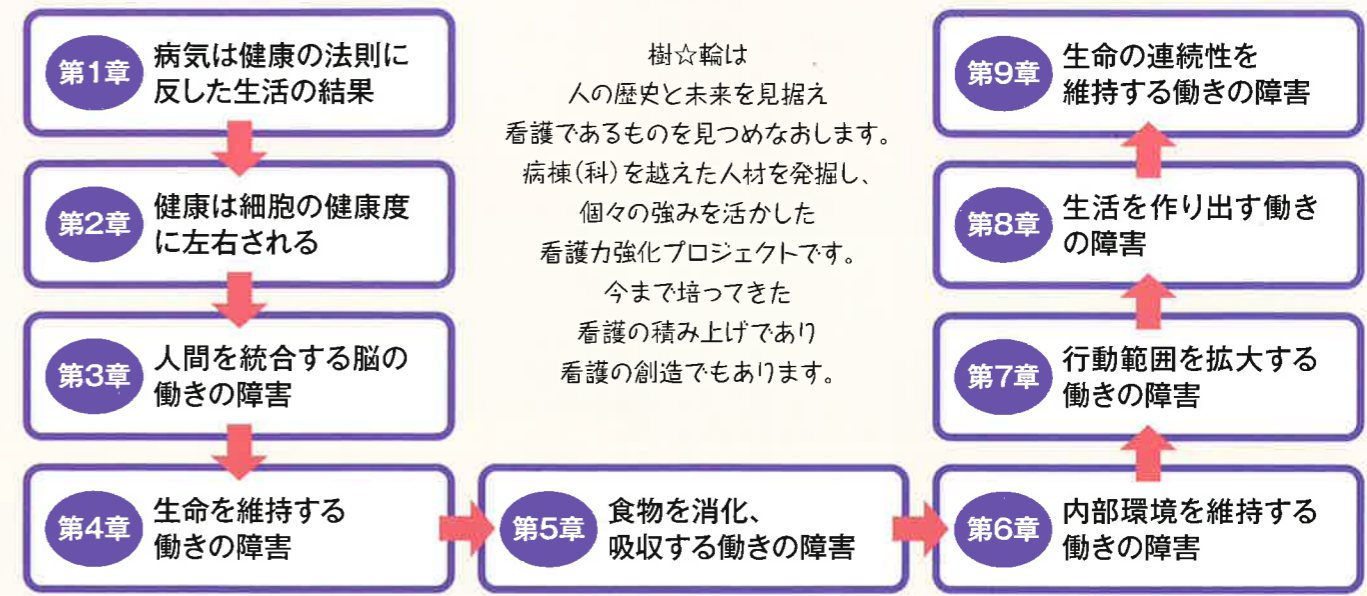 第1章
病気は健康の法則に
反した生活の結果
第2章
健康は細胞の健康度
に左右される
第3章
人間を統合する脳の
働きの障害
第4章
生命を維持する
働きの障害
第5章
食物を消化、
吸収する働きの障害
第6章
内部環境を維持する
働きの障害
第7章
行動範囲を拡大する
働きの障害
第8章
生活を作り出す働き
の障害
第9章
生命の連続性を
維持する働きの障害
樹☆輪は
人の歴史と未来を見据え
看護であるものを見つめなおします。
病棟(科)を越えた人材を発掘し、
個々の強みを活かした
看護力強化プロジェクトです。
今まで培ってきた
看護の積み上げであり
看護の創造でもあります。